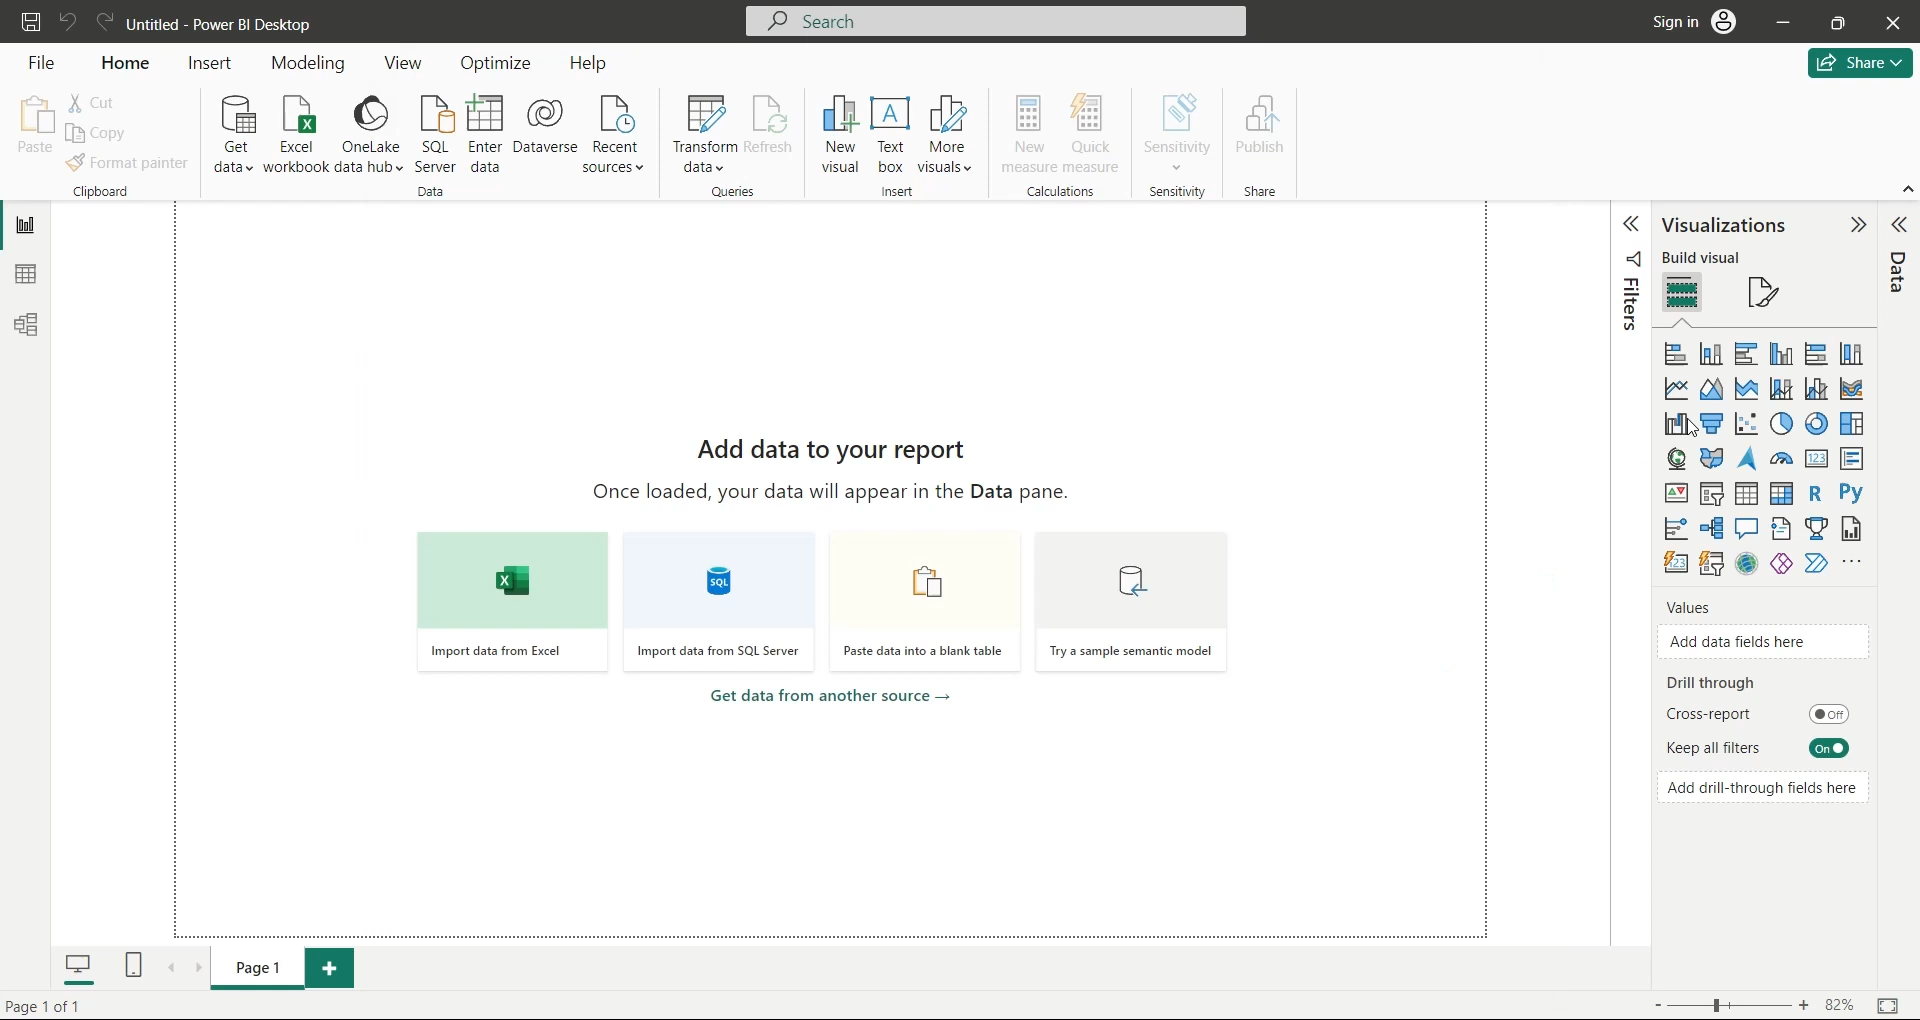 Untitled - Power BI Desktop
Search
Sign in
File Home Insert Modeling View Optimize Help
Share
Paste
Cut
Copy
Format painter
Clipboard
Get data
Excel workbook
OneLake data hub
SQL Server
Enter data
Dataverse
Recent sources
Data
Transform data
Refresh
Queries
New visual
A
Text box
More visuals
Insert
New measure
Quick measure
Calculations
Sensitivity
Sensitivity
Publish
Share
Filters
Visualizations
Build visual
Data
123
R
Py
123
Values
Add data fields here
Drill through
Cross-report
Off
Keep all filters
On
Add drill-through fields here
Add data to your report
Once loaded, your data will appear in the Data pane.
X
SQL
Import data from Excel
Import data from SQL Server
Paste data into a blank table
Try a sample semantic model
Get data from another source →
Page 1
+
Page 1 of 1
- + 82%